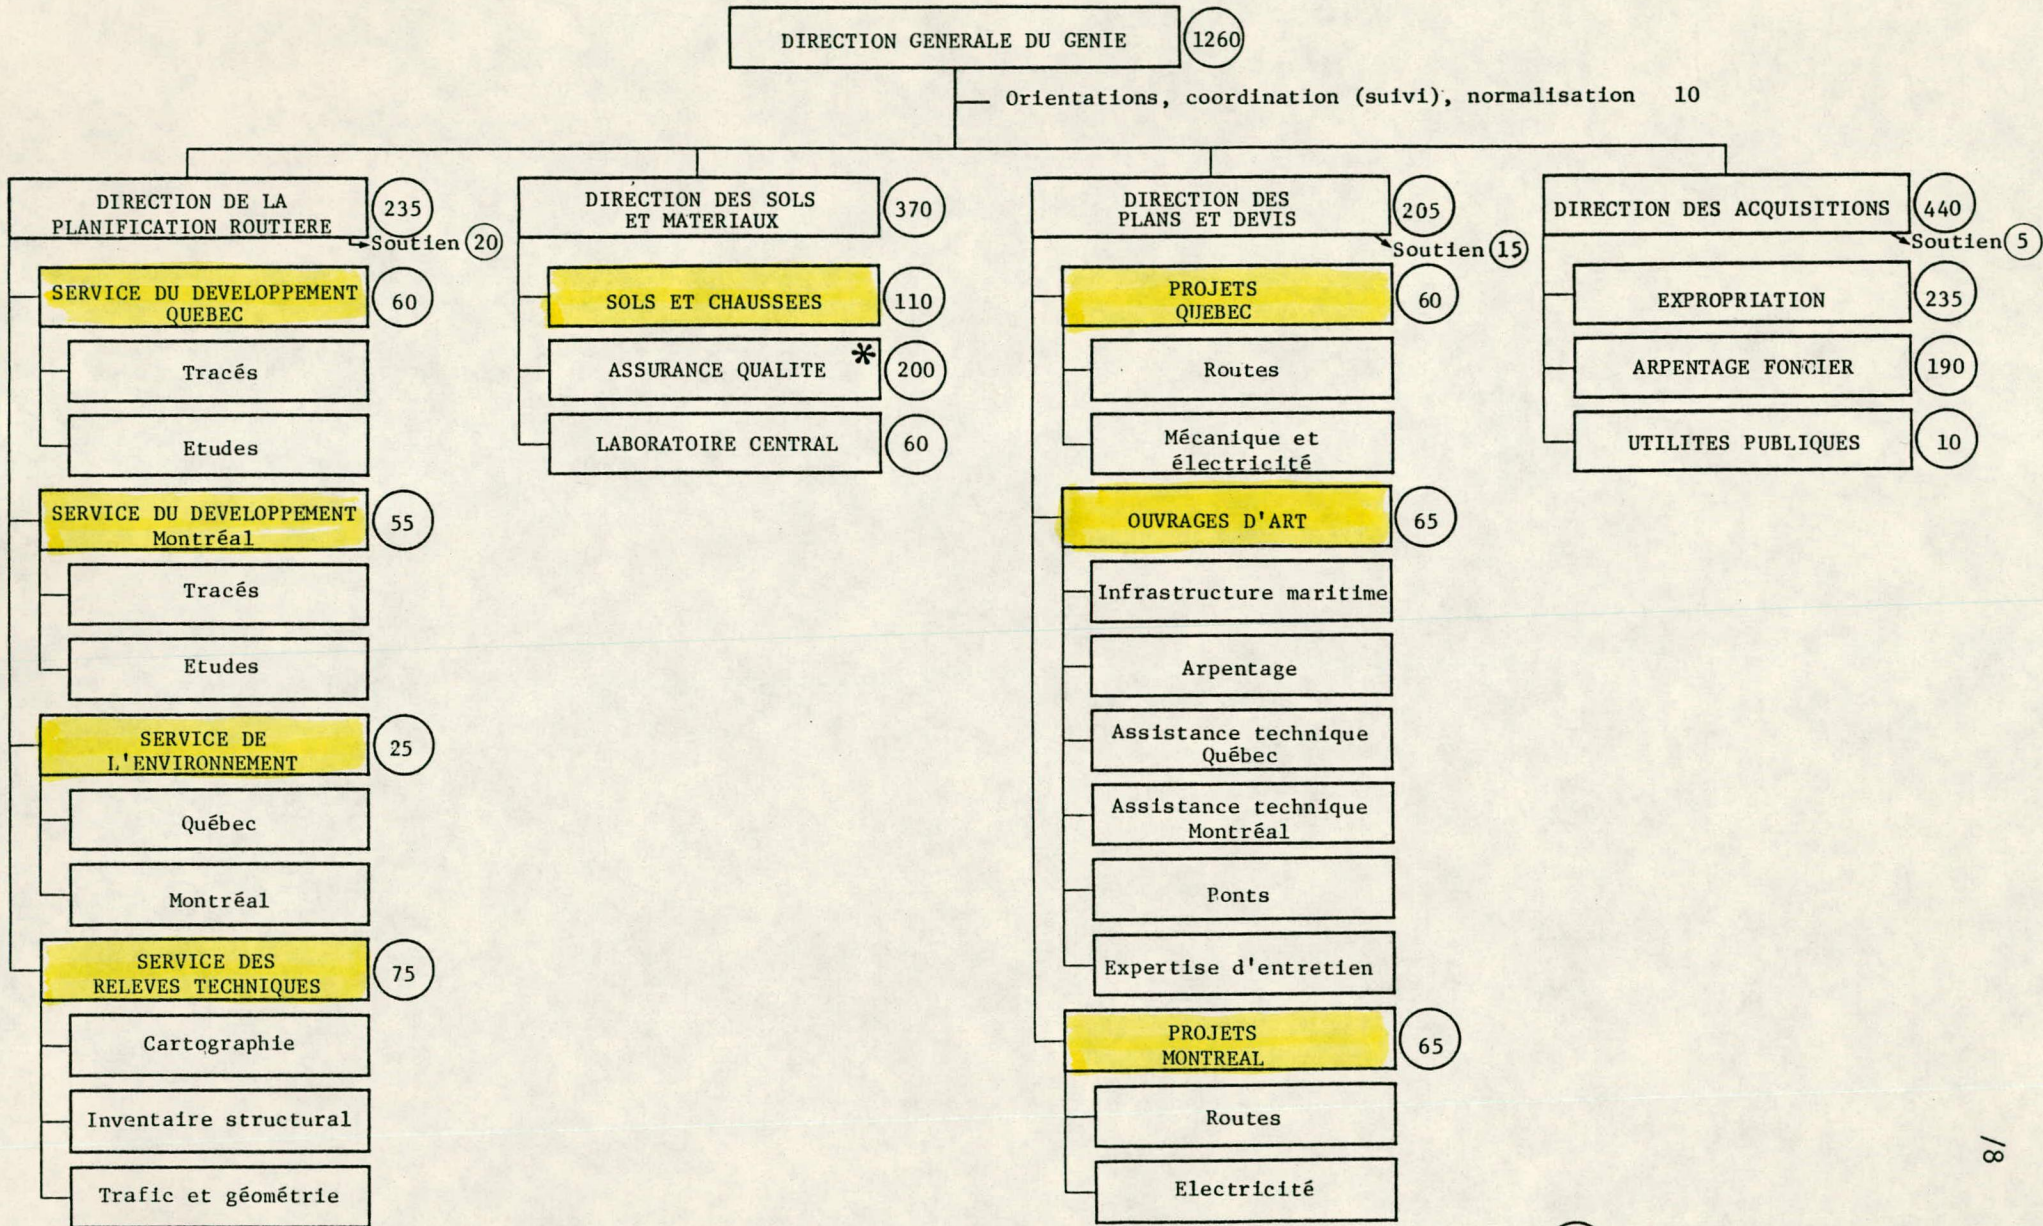 DIRECTION GENERALE DU GENIE
1260
Orientations, coordination (suivi), normalisation 10
DIRECTION DE LA
PLANIFICATION ROUTIERE
235
Soutien 20
SERVICE DU DEVELOPPEMENT
QUEBEC
60
Tracés
Etudes
SERVICE DU DEVELOPPEMENT
Montréal
55
Tracés
Etudes
SERVICE DE
L'ENVIRONNEMENT
25
Québec
Montréal
SERVICE DES
RELEVES TECHNIQUES
75
Cartographie
Inventaire structural
Trafic et géométrie
DIRECTION DES SOLS
ET MATERIAUX
370
SOLS ET CHAUSSEES
110
ASSURANCE QUALITE *
200
LABORATOIRE CENTRAL
60
DIRECTION DES
PLANS ET DEVIS
205
Soutien 15
PROJETS
QUEBEC
60
Routes
Mécanique et
électricité
OUVRAGES D'ART
65
Infrastructure maritime
Arpentage
Assistance technique
Québec
Assistance technique
Montréal
Ponts
Expertise d'entretien
PROJETS
MONTREAL
65
Routes
Electricité
DIRECTION DES ACQUISITIONS
440
Soutien 5
EXPROPRIATION
235
ARPENTAGE FONCIER
190
UTILITES PUBLIQUES
10
/8